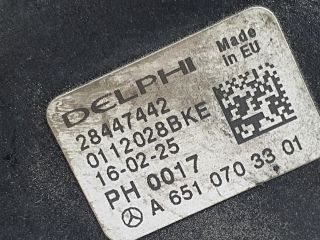 DELPHI
Made
in EU
28447442
0112028BKE
16-02-25
PH 0017
A 651 070 33 01